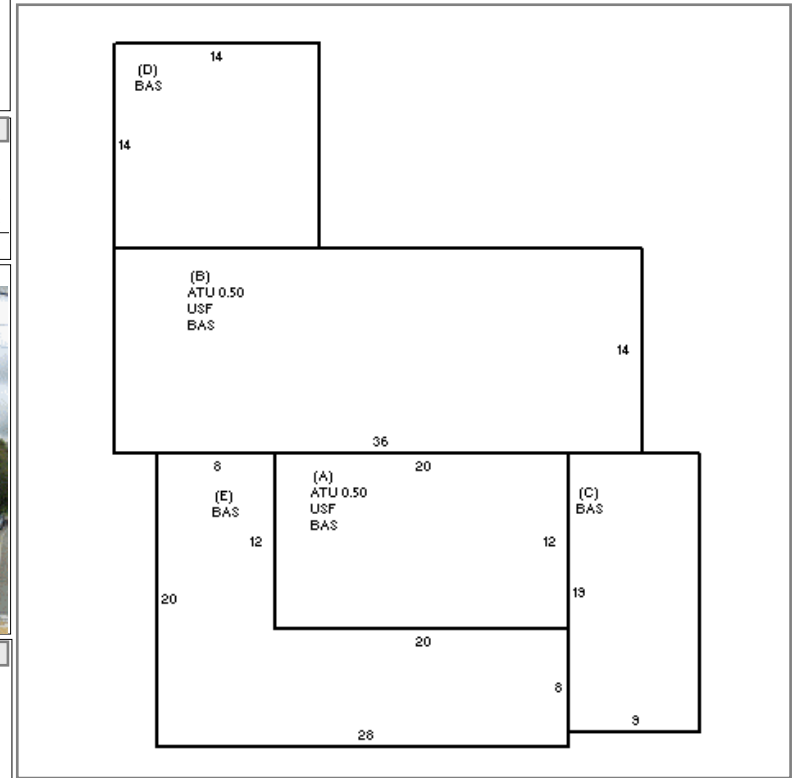 14
(D)
BAS
14
(B)
ATU 0.50
USF
BAS
14
36
8
20
(E)
BAS
(A)
ATU 0.50
USF
BAS
(C)
BAS
12
12
20
19
20
8
9
28